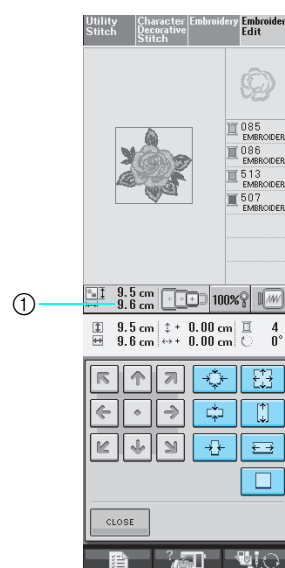 Utility Stitch
Character Decorative Stitch
Embroidery
Embroider Edit
085
EMBROIDER
086
EMBROIDER
513
EMBROIDER
507
EMBROIDER
1
9.5 cm
9.6 cm
100%
9.5 cm + 0.00 cm 4
9.6 cm + 0.00 cm 0°
CLOSE
?